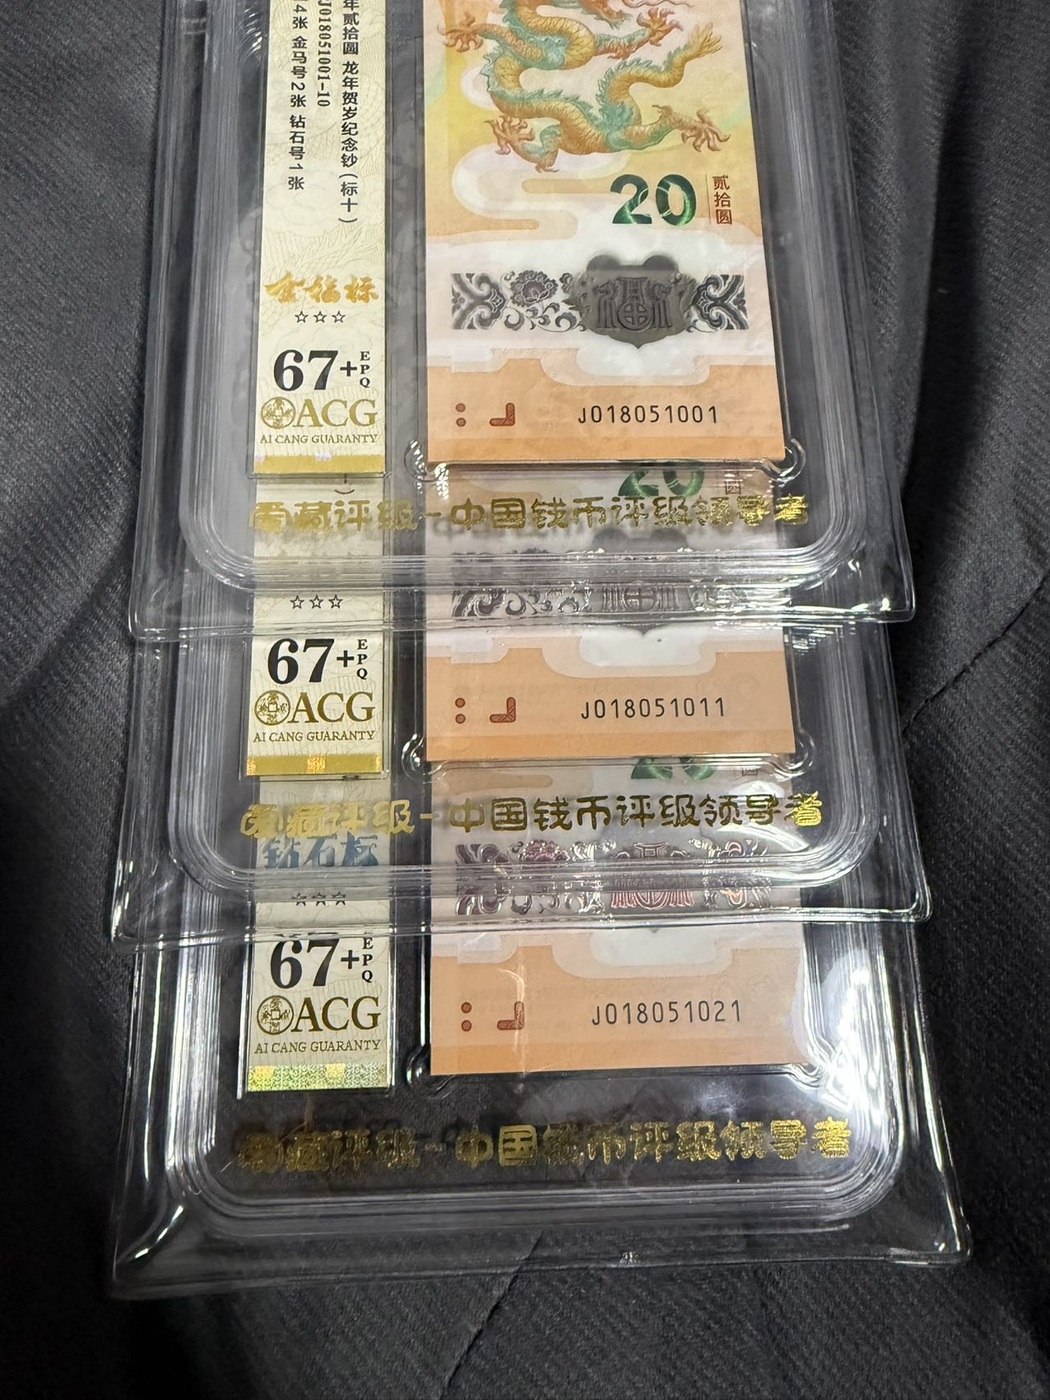 年贰拾圆 龙年贺岁纪念钞(标十)
J018051001-10
4张 金马号2张 钻石号1张
金福标
☆☆☆
67+EPQ
ACG
AI CANG GUARANTY
20
贰拾圆
J018051001
藏评级-中国钱币评级领导者
☆☆☆
67+EPQ
ACG
AI CANG GUARANTY
20
J018051011
藏评级-中国钱币评级领导者
钻石标
☆☆☆
67+EPQ
ACG
AI CANG GUARANTY
20
J018051021
藏评级-中国钱币评级领导者